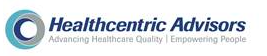 Healthcentric Advisors
Advancing Healthcare Quality | Empowering People